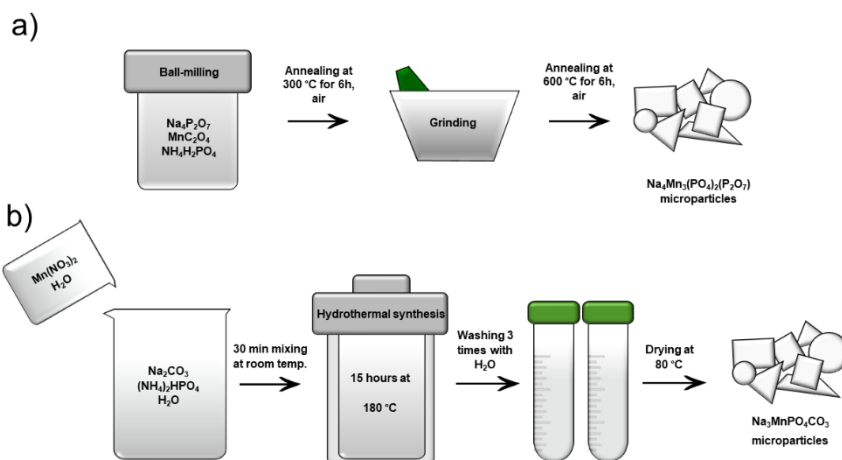 a)
Ball-milling
Na₄P₂O₇
MnC₂O₄
NH₄H₂PO₄
Annealing at
300 °C for 6h,
air
Grinding
Annealing at
600 °C for 6h,
air
Na₄Mn₃(PO₄)₂(P₂O₇)
microparticles
b)
Mn(NO₃)₂
H₂O
Na₂CO₃
(NH₄)₂HPO₄
H₂O
30 min mixing
at room temp.
Hydrothermal synthesis
15 hours at
180 °C
Washing 3
times with
H₂O
Drying at
80 °C
Na₃MnPO₄CO₃
microparticles